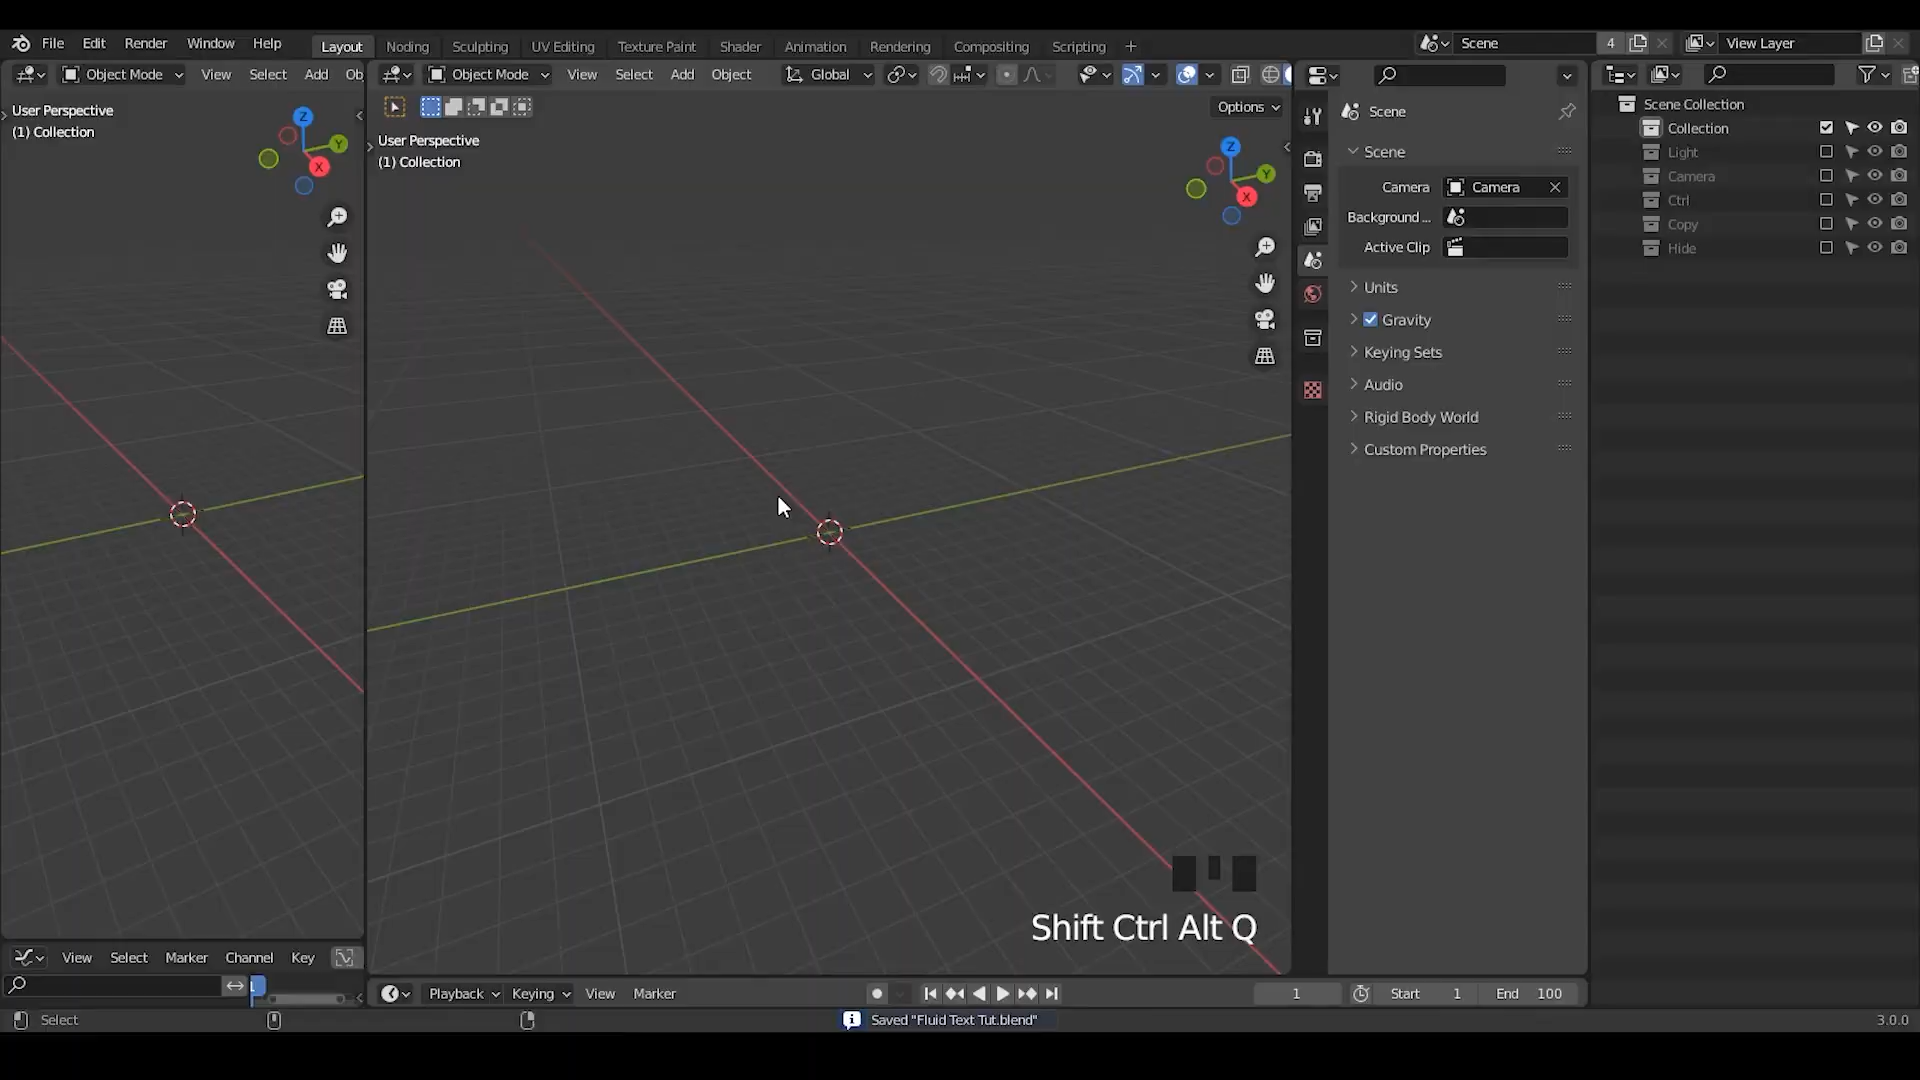 File Edit Render Window Help
Layout Noding Sculpting UV Editing Texture Paint Shader Animation Rendering Compositing Scripting +
Scene 4 View Layer
Object Mode View Select Add Ob
Object Mode View Select Add Object Global
Options
User Perspective
(1) Collection
Z
Y
X
User Perspective
(1) Collection
Z
Y
X
Scene
Scene
Camera Camera
Background ...
Active Clip
Units
Gravity
Keying Sets
Audio
Rigid Body World
Custom Properties
Scene Collection
Collection
Light
Camera
Ctrl
Copy
Hide
Shift Ctrl Alt Q
View Select Marker Channel Key
1
Playback Keying View Marker
1 Start 1 End 100
Select
Saved "Fluid Text Tut.blend"
3.0.0